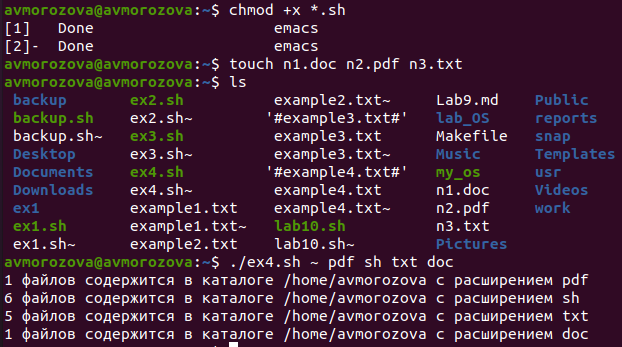 avmorozova@avmorozova:~$ chmod +x *.sh
[1]   Done                    emacs
[2]-  Done                    emacs
avmorozova@avmorozova:~$ touch n1.doc n2.pdf n3.txt
avmorozova@avmorozova:~$ ls
backup      ex2.sh          example2.txt~    Lab9.md    Public
backup.sh   ex2.sh~        '#example3.txt#'  lab_OS     reports
backup.sh~  ex3.sh          example3.txt     Makefile   snap
Desktop     ex3.sh~         example3.txt~    Music      Templates
Documents   ex4.sh         '#example4.txt#'  my_os      usr
Downloads   ex4.sh~         example4.txt     n1.doc     Videos
ex1         example1.txt    example4.txt~    n2.pdf     work
ex1.sh      example1.txt~   lab10.sh         n3.txt
ex1.sh~     example2.txt    lab10.sh~        Pictures
avmorozova@avmorozova:~$ ./ex4.sh ~ pdf sh txt doc
1 файлов содержится в каталоге /home/avmorozova с расширением pdf
6 файлов содержится в каталоге /home/avmorozova с расширением sh
5 файлов содержится в каталоге /home/avmorozova с расширением txt
1 файлов содержится в каталоге /home/avmorozova с расширением doc